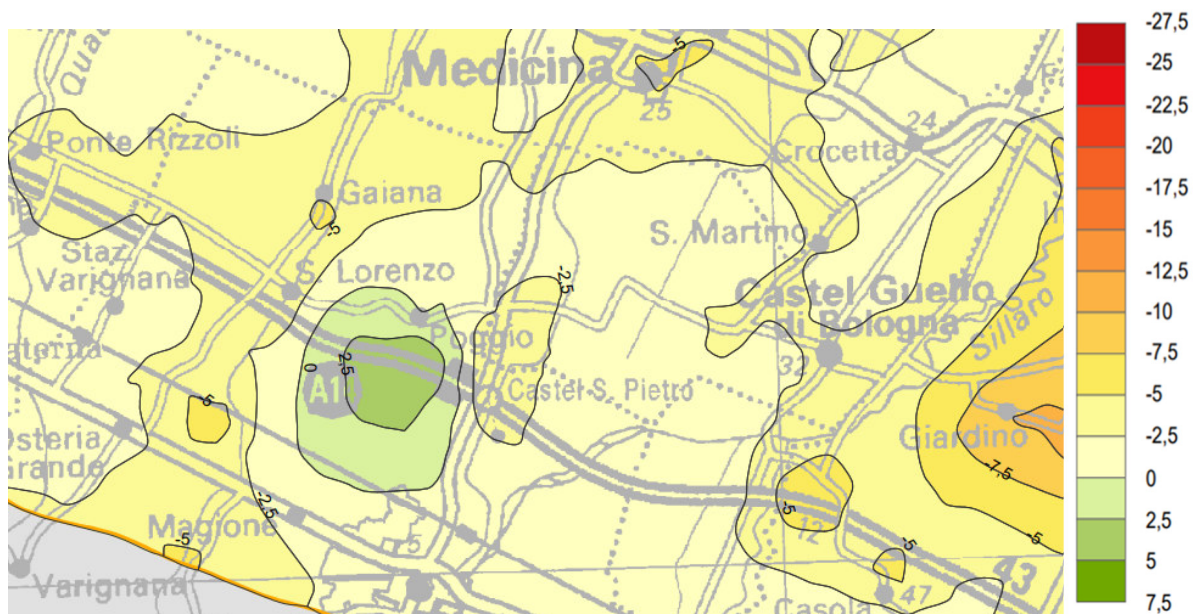 -27,5
-25
-22,5
-20
-17,5
-15
-12,5
-10
-7,5
-5
-2,5
0
2,5
5
7,5
-5
Medicina
25
24
Ponte Rizzoli
Crocetta
Gaiana
-5
S. Martino
Staz.
Varignana
S. Lorenzo
-2,5
Castel Guelfo
di Bologna
Sillaro
Poggio
49
0
2,5
A1
32
Castel S. Pietro
-5
Giardino
Osteria
Grande
-7,5
-2,5
Magione
-5
12
-5
-5
-5
43
5
Varignana
Casola
47